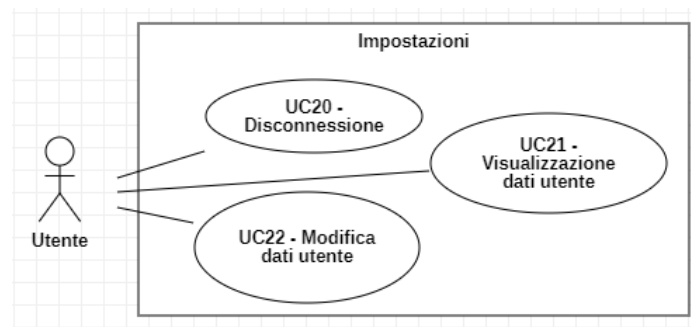 Impostazioni
UC20 -
Disconnessione
UC21 -
Visualizzazione
dati utente
Utente
UC22 - Modifica
dati utente